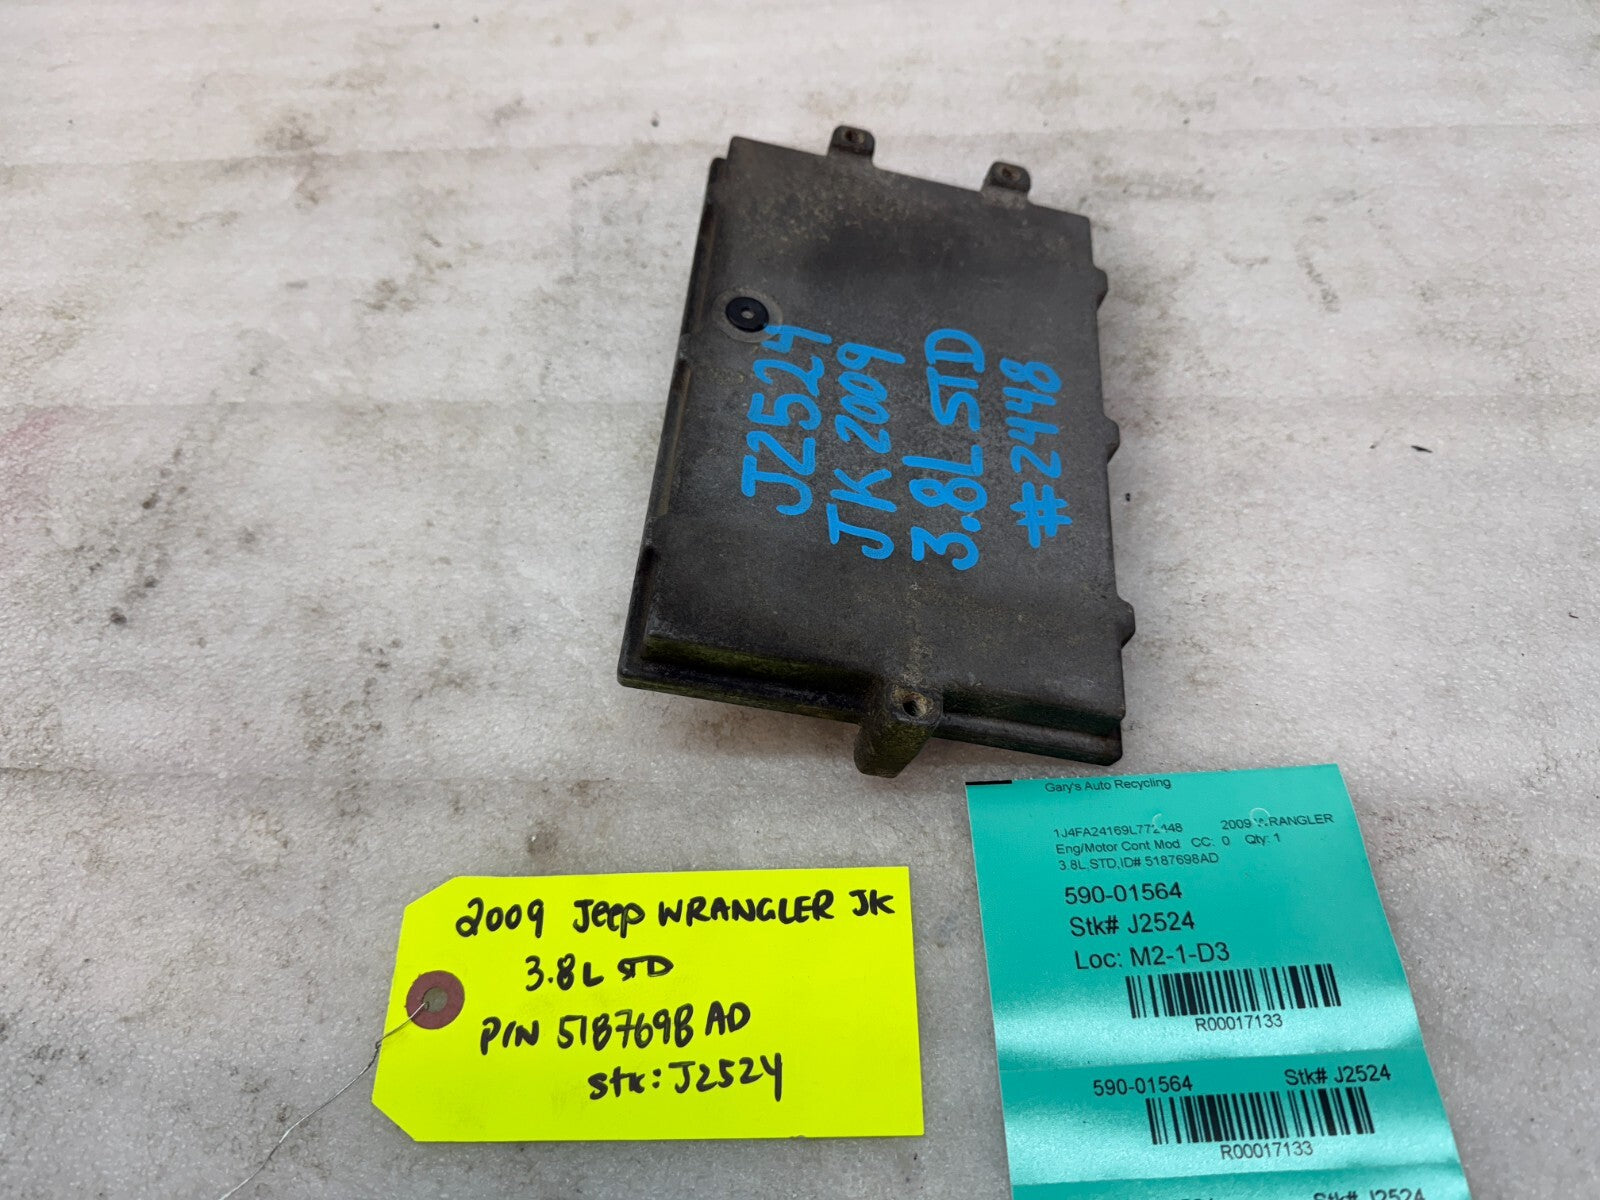 J2524
JK 2009
3.8L STD
#2448
2009 Jeep WRANGLER JK
3.8L STD
P/N 5187698 AD
Stk: J2524
Gary's Auto Recycling
1J4FA24169L772448 2009 WRANGLER
Eng/Motor Cont Mod CC: 0 Qty: 1
3.8L,STD,ID# 5187698AD
590-01564
Stk# J2524
Loc: M2-1-D3
R00017133
590-01564 Stk# J2524
R00017133
Stk# J2524